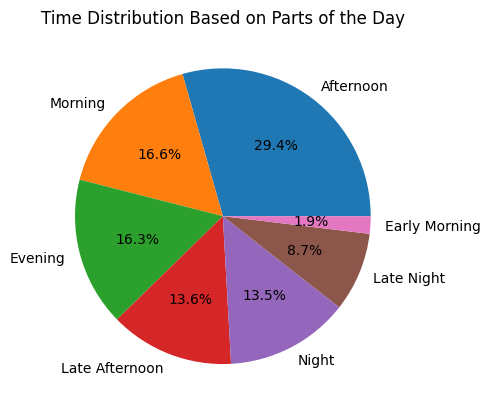 Time Distribution Based on Parts of the Day
Afternoon
Morning
29.4%
16.6%
1.9%
Early Morning
16.3%
8.7%
Evening
Late Night
13.6%
13.5%
Night
Late Afternoon